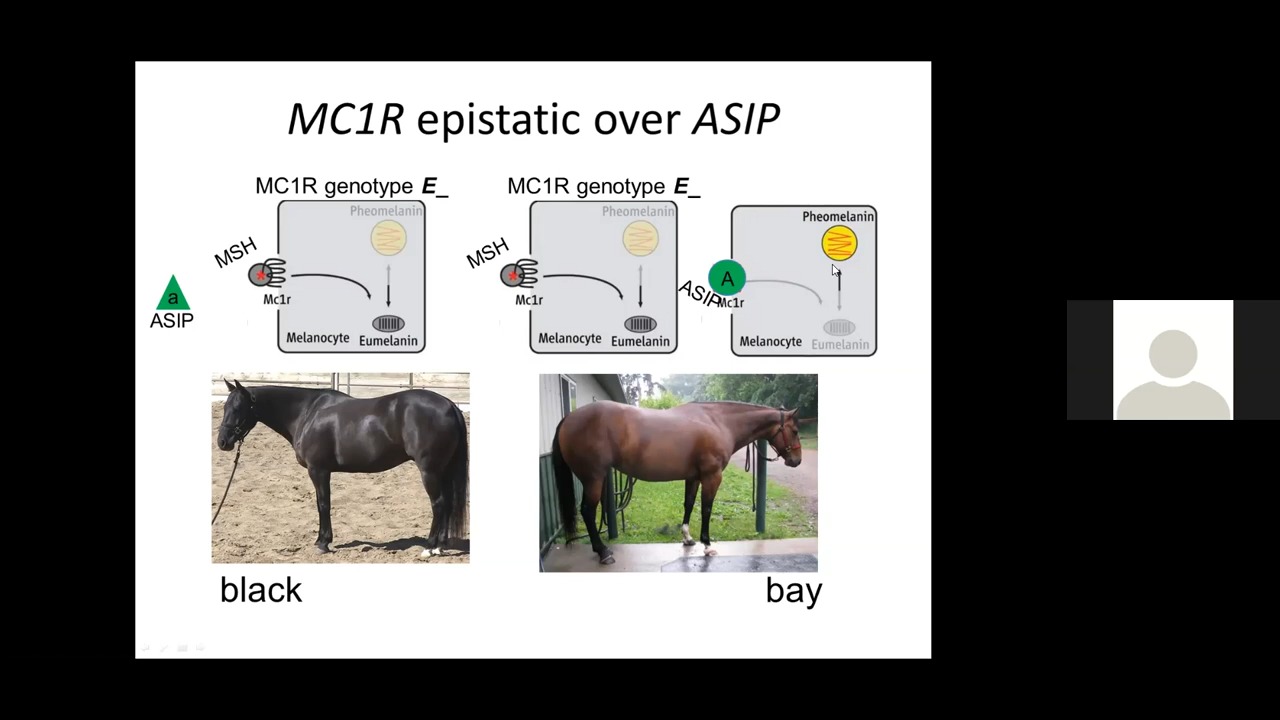 MC1R epistatic over ASIP
MC1R genotype E_
MC1R genotype E_
Pheomelanin
MSH
Mc1r
Melanocyte
Eumelanin
Pheomelanin
MSH
Mc1r
Melanocyte
Eumelanin
Pheomelanin
A
ASIP
Mc1r
Melanocyte
Eumelanin
a
ASIP
black
bay